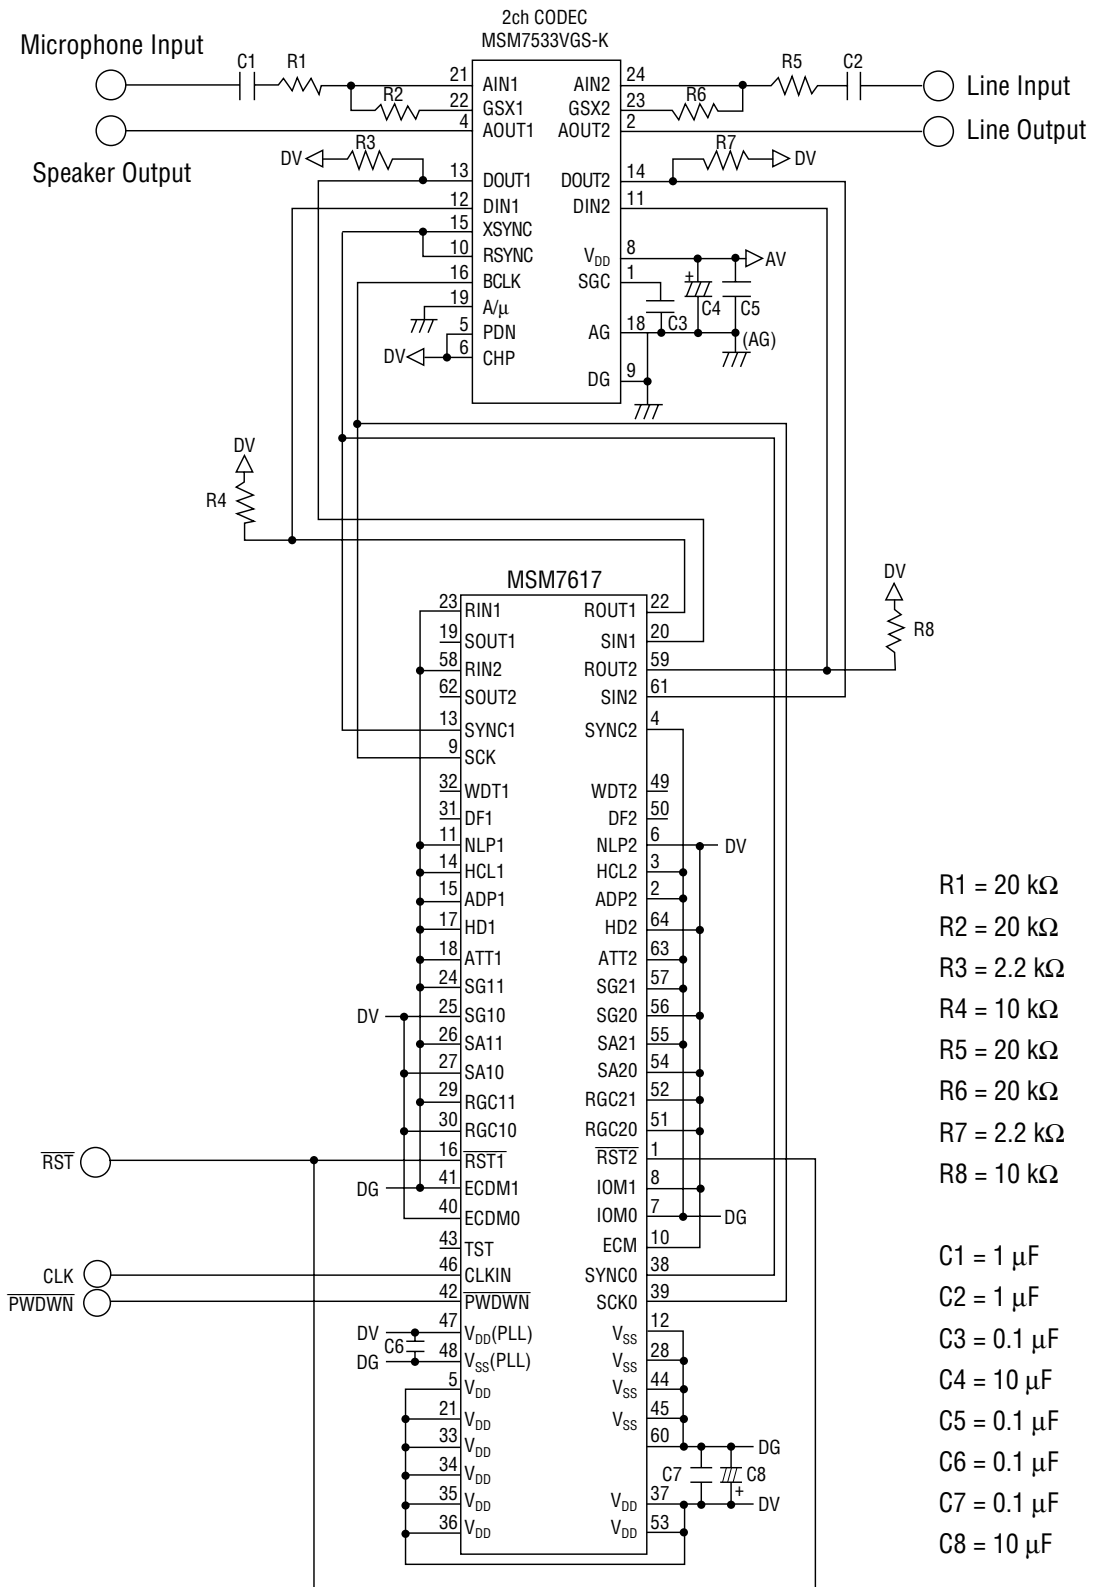 2ch CODEC
MSM7533VGS-K
Microphone Input
C1
R1
21
AIN1
AIN2
24
R5
C2
Line Input
R2
22
GSX1
GSX2
23
R6
4
AOUT1
AOUT2
2
Line Output
Speaker Output
DV
R3
R7
DV
13
DOUT1
DOUT2
14
12
DIN1
DIN2
11
15
XSYNC
10
RSYNC
VDD
8
AV
16
BCLK
SGC
1
+
C4
C5
19
A/μ
C3
5
PDN
AG
18
(AG)
DV
6
CHP
DG
9
DV
R4
DV
R8
MSM7617
23
RIN1
ROUT1
22
19
SOUT1
SIN1
20
58
RIN2
ROUT2
59
62
SOUT2
SIN2
61
13
SYNC1
SYNC2
4
9
SCK
32
WDT1
WDT2
49
31
DF1
DF2
50
11
NLP1
NLP2
6
DV
14
HCL1
HCL2
3
15
ADP1
ADP2
2
17
HD1
HD2
64
18
ATT1
ATT2
63
24
SG11
SG21
57
DV
25
SG10
SG20
56
26
SA11
SA21
55
27
SA10
SA20
54
29
RGC11
RGC21
52
30
RGC10
RGC20
51
RST
16
RST1
RST2
1
DG
41
ECDM1
IOM1
8
40
ECDM0
IOM0
7
DG
43
TST
ECM
10
CLK
46
CLKIN
SYNC0
38
PWDWN
42
PWDWN
SCK0
39
DV
47
VDD(PLL)
VSS
12
C6
DG
48
VSS(PLL)
VSS
28
5
VDD
VSS
44
21
VDD
VSS
45
33
VDD
60
DG
34
VDD
C7
C8
+
35
VDD
VDD
37
DV
36
VDD
VDD
53
R1 = 20 kΩ
R2 = 20 kΩ
R3 = 2.2 kΩ
R4 = 10 kΩ
R5 = 20 kΩ
R6 = 20 kΩ
R7 = 2.2 kΩ
R8 = 10 kΩ
C1 = 1 μF
C2 = 1 μF
C3 = 0.1 μF
C4 = 10 μF
C5 = 0.1 μF
C6 = 0.1 μF
C7 = 0.1 μF
C8 = 10 μF